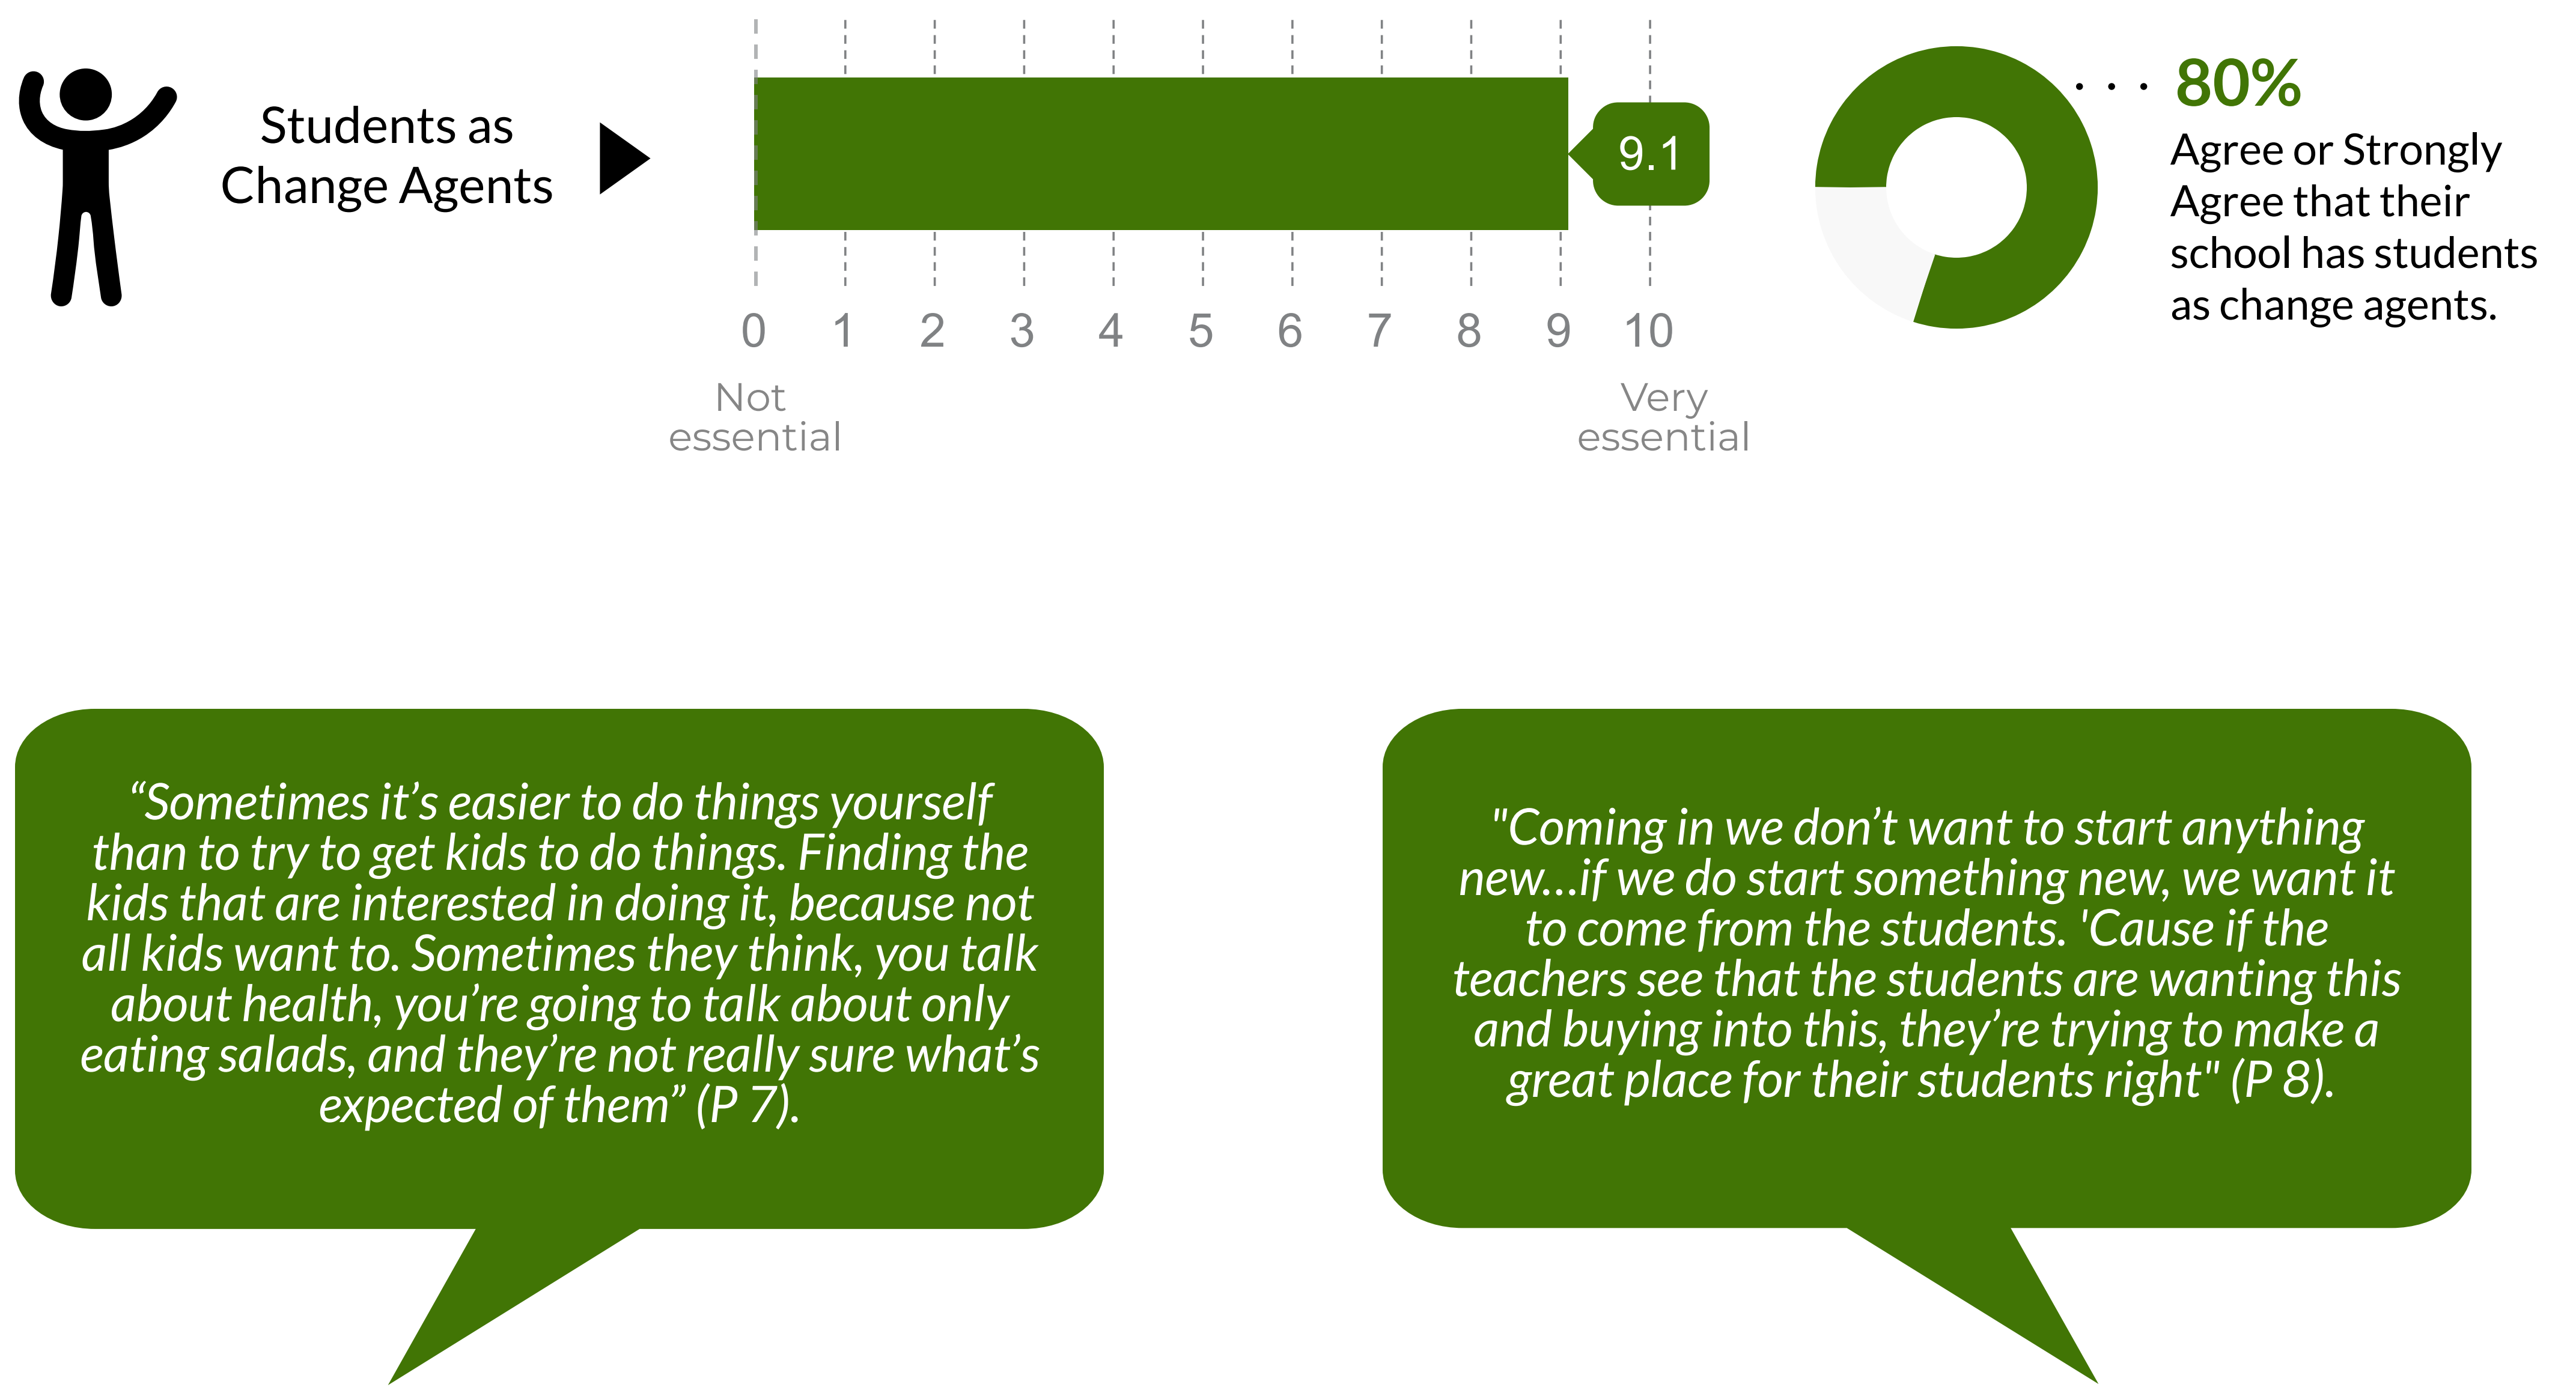 Students as
Change Agents
9.1
0 1 2 3 4 5 6 7 8 9 10
Not
essential
Very
essential
80%
Agree or Strongly
Agree that their
school has students
as change agents.
“Sometimes it’s easier to do things yourself
than to try to get kids to do things. Finding the
kids that are interested in doing it, because not
all kids want to. Sometimes they think, you talk
about health, you’re going to talk about only
eating salads, and they’re not really sure what’s
expected of them” (P 7).
"Coming in we don’t want to start anything
new...if we do start something new, we want it
to come from the students. 'Cause if the
teachers see that the students are wanting this
and buying into this, they’re trying to make a
great place for their students right" (P 8).